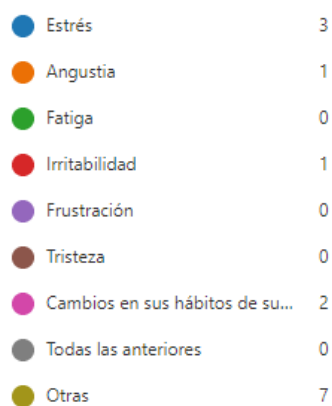 Estrés 3
Angustia 1
Fatiga 0
Irritabilidad 1
Frustración 0
Tristeza 0
Cambios en sus hábitos de su... 2
Todas las anteriores 0
Otras 7